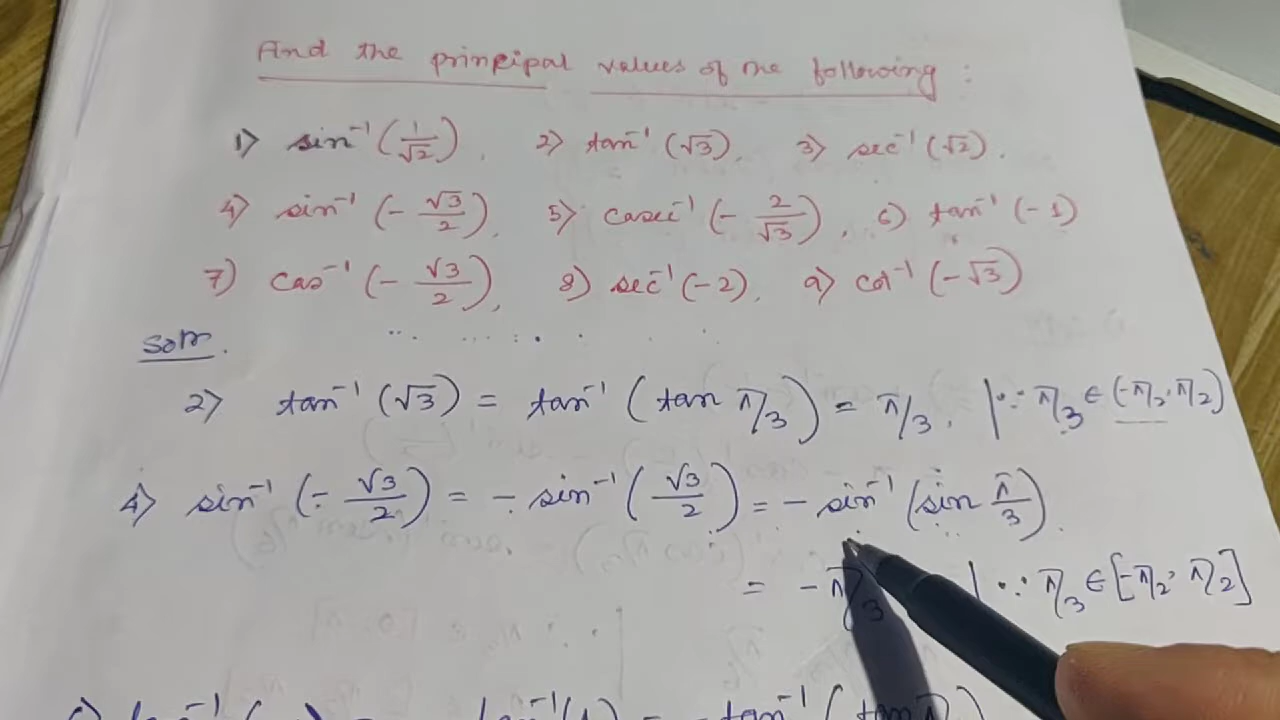 Find the principal values of the following :
1) sin⁻¹(1/√2), 2) tan⁻¹(√3), 3) sec⁻¹(√2).
4) sin⁻¹(-√3/2), 5) cosec⁻¹(-2/√3), 6) tan⁻¹(-1)
7) cos⁻¹(-√3/2), 8) sec⁻¹(-2), 9) cot⁻¹(-√3)
Soln.
2) tan⁻¹(√3) = tan⁻¹(tan π/3) = π/3. | ∵ π/3 ∈ (-π/2, π/2)
4) sin⁻¹(-√3/2) = - sin⁻¹(√3/2) = - sin⁻¹(sin π/3).
= - π/3 | ∵ π/3 ∈ [-π/2, π/2]